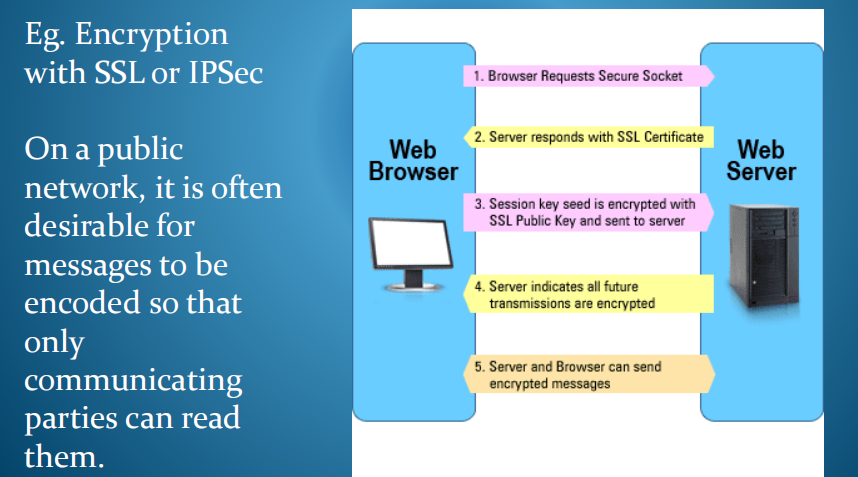 Eg. Encryption
with SSL or IPSec
On a public
network, it is often
desirable for
messages to be
encoded so that
only
communicating
parties can read
them.
Web
Browser
1. Browser Requests Secure Socket
2. Server responds with SSL Certificate
3. Session key seed is encrypted with
SSL Public Key and sent to server
4. Server indicates all future
transmissions are encrypted
5. Server and Browser can send
encrypted messages
Web
Server